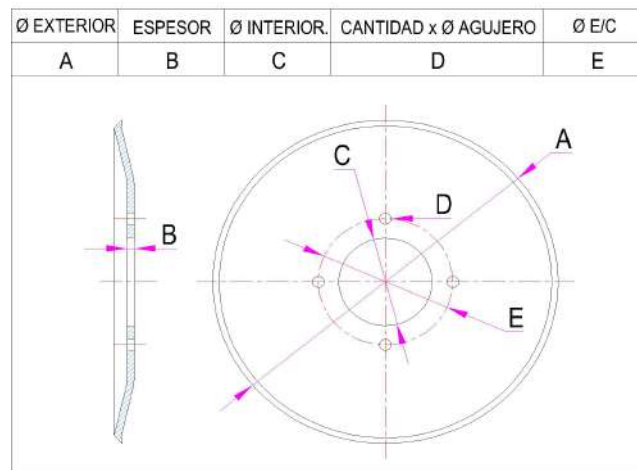 Ø EXTERIOR ESPESOR Ø INTERIOR. CANTIDAD x Ø AGUJERO Ø E/C
A B C D E
A
C
D
B
E